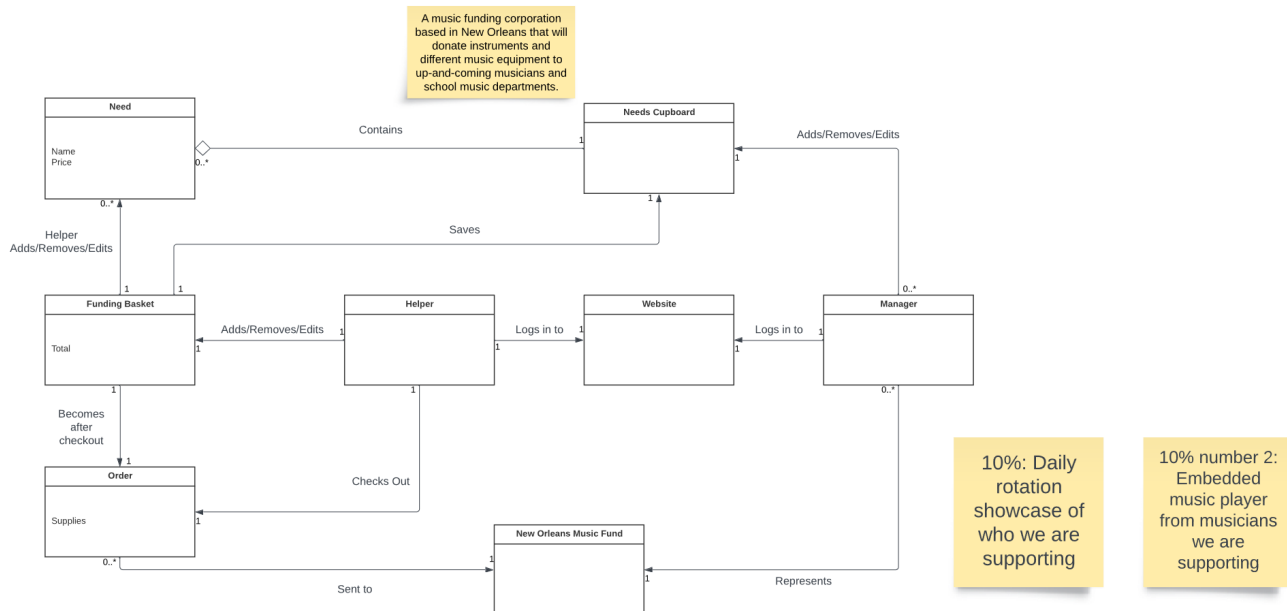 A music funding corporation
based in New Orleans that will
donate instruments and
different music equipment to
up-and-coming musicians and
school music departments.
Need
Name
Price
Contains
0..*
1
Needs Cupboard
Adds/Removes/Edits
1
0..*
1
Helper
Adds/Removes/Edits
Saves
1
1
0..*
Funding Basket
Total
Adds/Removes/Edits
1
1
Helper
Logs in to
1
1
Website
Logs in to
1
1
Manager
1
1
0..*
Becomes
after
checkout
1
Order
Supplies
Checks Out
1
0..*
Sent to
1
New Orleans Music Fund
1
Represents
10%: Daily
rotation
showcase of
who we are
supporting
10% number 2:
Embedded
music player
from musicians
we are
supporting